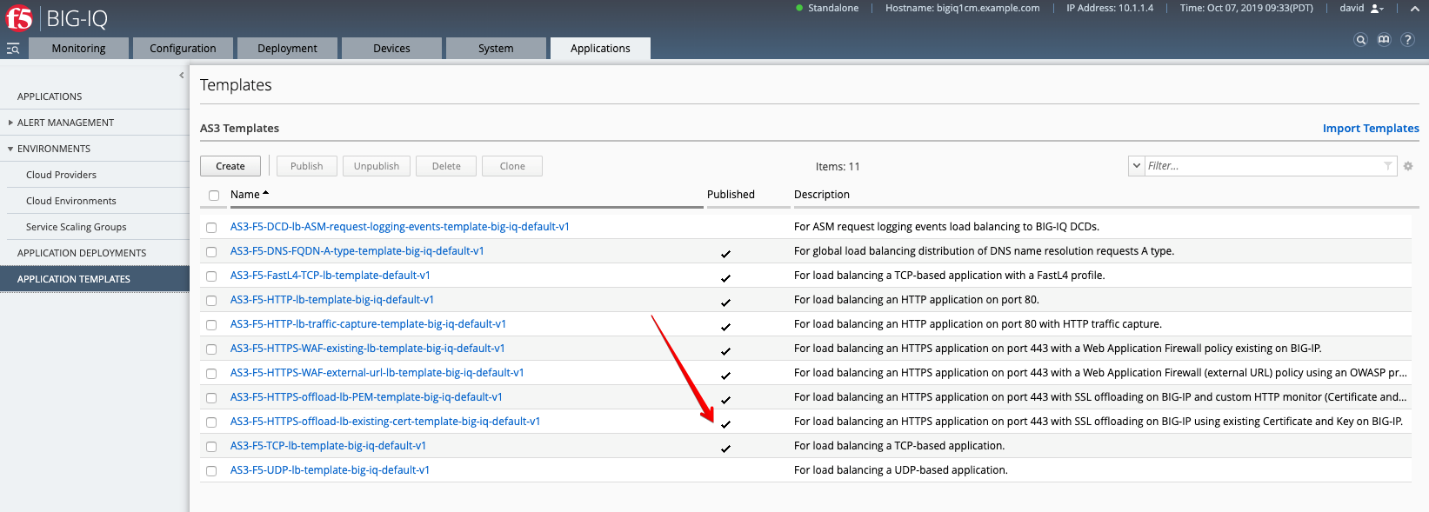 f5 BIG-IQ
Standalone Hostname: bigiq1cm.example.com IP Address: 10.1.1.4 Time: Oct 07, 2019 09:33(PDT) david
Monitoring Configuration Deployment Devices System Applications
APPLICATIONS
ALERT MANAGEMENT
ENVIRONMENTS
Cloud Providers
Cloud Environments
Service Scaling Groups
APPLICATION DEPLOYMENTS
APPLICATION TEMPLATES
Templates
AS3 Templates Import Templates
Create Publish Unpublish Delete Clone Items: 11 Filter...
Name Published Description
AS3-F5-DCD-lb-ASM-request-logging-events-template-big-iq-default-v1 For ASM request logging events load balancing to BIG-IQ DCDs.
AS3-F5-DNS-FQDN-A-type-template-big-iq-default-v1 For global load balancing distribution of DNS name resolution requests A type.
AS3-F5-FastL4-TCP-lb-template-default-v1 For load balancing a TCP-based application with a FastL4 profile.
AS3-F5-HTTP-lb-template-big-iq-default-v1 For load balancing an HTTP application on port 80.
AS3-F5-HTTP-lb-traffic-capture-template-big-iq-default-v1 For load balancing an HTTP application on port 80 with HTTP traffic capture.
AS3-F5-HTTPS-WAF-existing-lb-template-big-iq-default-v1 For load balancing an HTTPS application on port 443 with a Web Application Firewall policy existing on BIG-IP.
AS3-F5-HTTPS-WAF-external-url-lb-template-big-iq-default-v1 For load balancing an HTTPS application on port 443 with a Web Application Firewall (external URL) policy using an OWASP pr...
AS3-F5-HTTPS-offload-lb-PEM-template-big-iq-default-v1 For load balancing an HTTPS application on port 443 with SSL offloading on BIG-IP and custom HTTP monitor (Certificate and...
AS3-F5-HTTPS-offload-lb-existing-cert-template-big-iq-default-v1 For load balancing an HTTPS application on port 443 with SSL offloading on BIG-IP using existing Certificate and Key on BIG-IP.
AS3-F5-TCP-lb-template-big-iq-default-v1 For load balancing a TCP-based application.
AS3-F5-UDP-lb-template-big-iq-default-v1 For load balancing a UDP-based application.